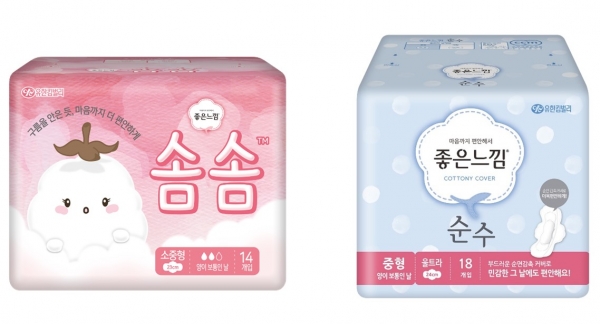 유한킴벌리
구름을 안은 듯, 마음까지 더 편안하게
좋은느낌
솜솜™
소중형
23cm
양이 보통인 날
14
개입
유한킴벌리
마음까지 편안해서
좋은느낌®
COTTONY COVER
순수
중형
양이 보통인 날
울트라
24cm
18
개입
부드러운 순면감촉 커버로
민감한 그 날에도 편안해요!